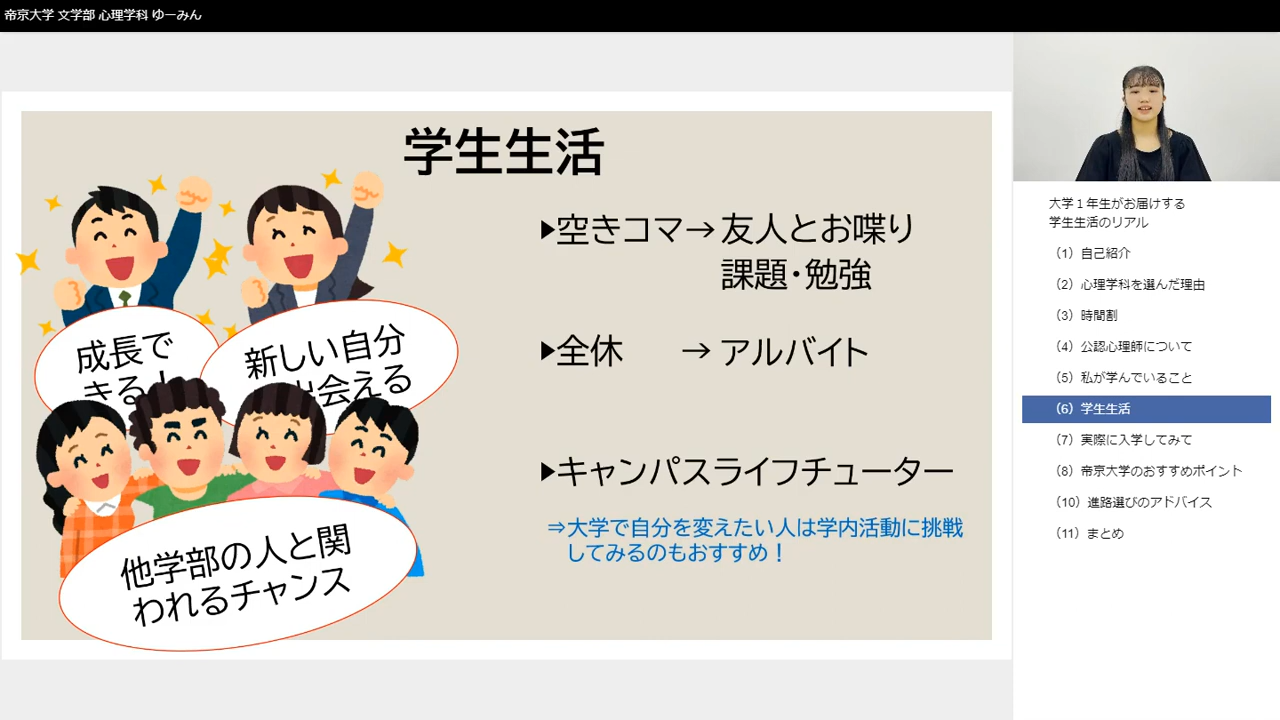 帝京大学 文学部 心理学科 ゆーみん
学生生活
▶空きコマ→友人とお喋り
課題・勉強
▶全休　→ アルバイト
▶キャンパスライフチューター
⇒大学で自分を変えたい人は学内活動に挑戦
してみるのもおすすめ！
成長で
きる！
新しい自分
出会える
他学部の人と関
われるチャンス
大学１年生がお届けする
学生生活のリアル
（1）自己紹介
（2）心理学科を選んだ理由
（3）時間割
（4）公認心理師について
（5）私が学んでいること
（6）学生生活
（7）実際に入学してみて
（8）帝京大学のおすすめポイント
（10）進路選びのアドバイス
（11）まとめ